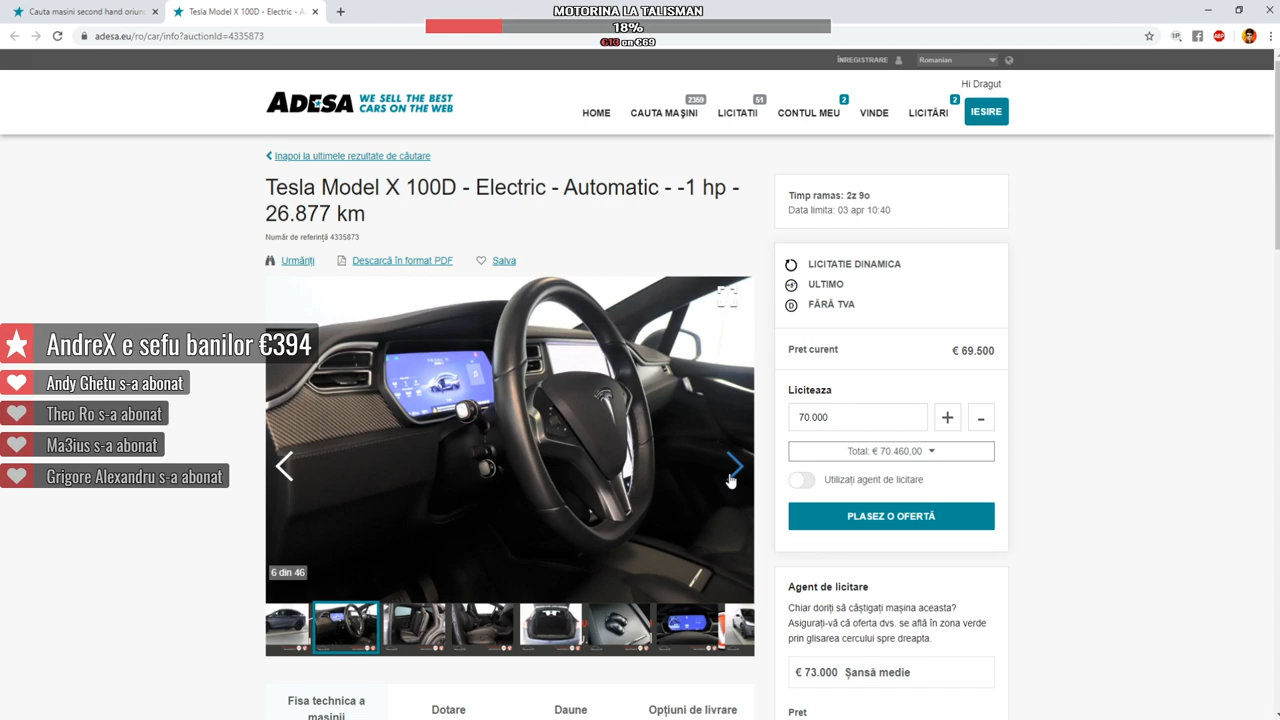 Cauta masini second hand oriun
Tesla Model X 100D - Electric - A
MOTORINA LA TALISMAN
18%
€13 on €69
adesa.eu/ro/car/info?auctionId=4335873
ÎNREGISTRARE
Romanian
ADESA WE SELL THE BEST CARS ON THE WEB
Hi Dragut
HOME
CAUTA MAȘINI 2359
LICITATII 51
CONTUL MEU 2
VINDE
LICITĂRI 2
IESIRE
Inapoi la ultimele rezultate de căutare
Tesla Model X 100D - Electric - Automatic - -1 hp -
26.877 km
Număr de referință 4335873
Urmăriți
Descarcă în format PDF
Salva
6 din 46
AndreX e sefu banilor €394
Andy Ghetu s-a abonat
Theo Ro s-a abonat
Ma3ius s-a abonat
Grigore Alexandru s-a abonat
Fisa technica a
masinii
Dotare
Daune
Opțiuni de livrare
Timp ramas: 2z 9o
Data limita: 03 apr 10:40
LICITATIE DINAMICA
ULTIMO
FĂRĂ TVA
Pret curent
€ 69.500
Liciteaza
70.000
+
-
Total: € 70.460,00
Utilizați agent de licitare
PLASEZ O OFERTĂ
Agent de licitare
Chiar doriți să câștigați mașina aceasta?
Asigurați-vă că oferta dvs. se află în zona verde
prin glisarea cercului spre dreapta.
€ 73.000 Șansă medie
Pret